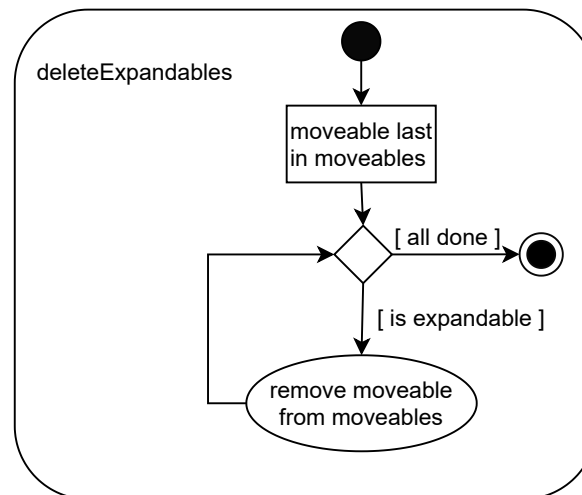 deleteExpandables
moveable last
in moveables
[ all done ]
[ is expandable ]
remove moveable
from moveables